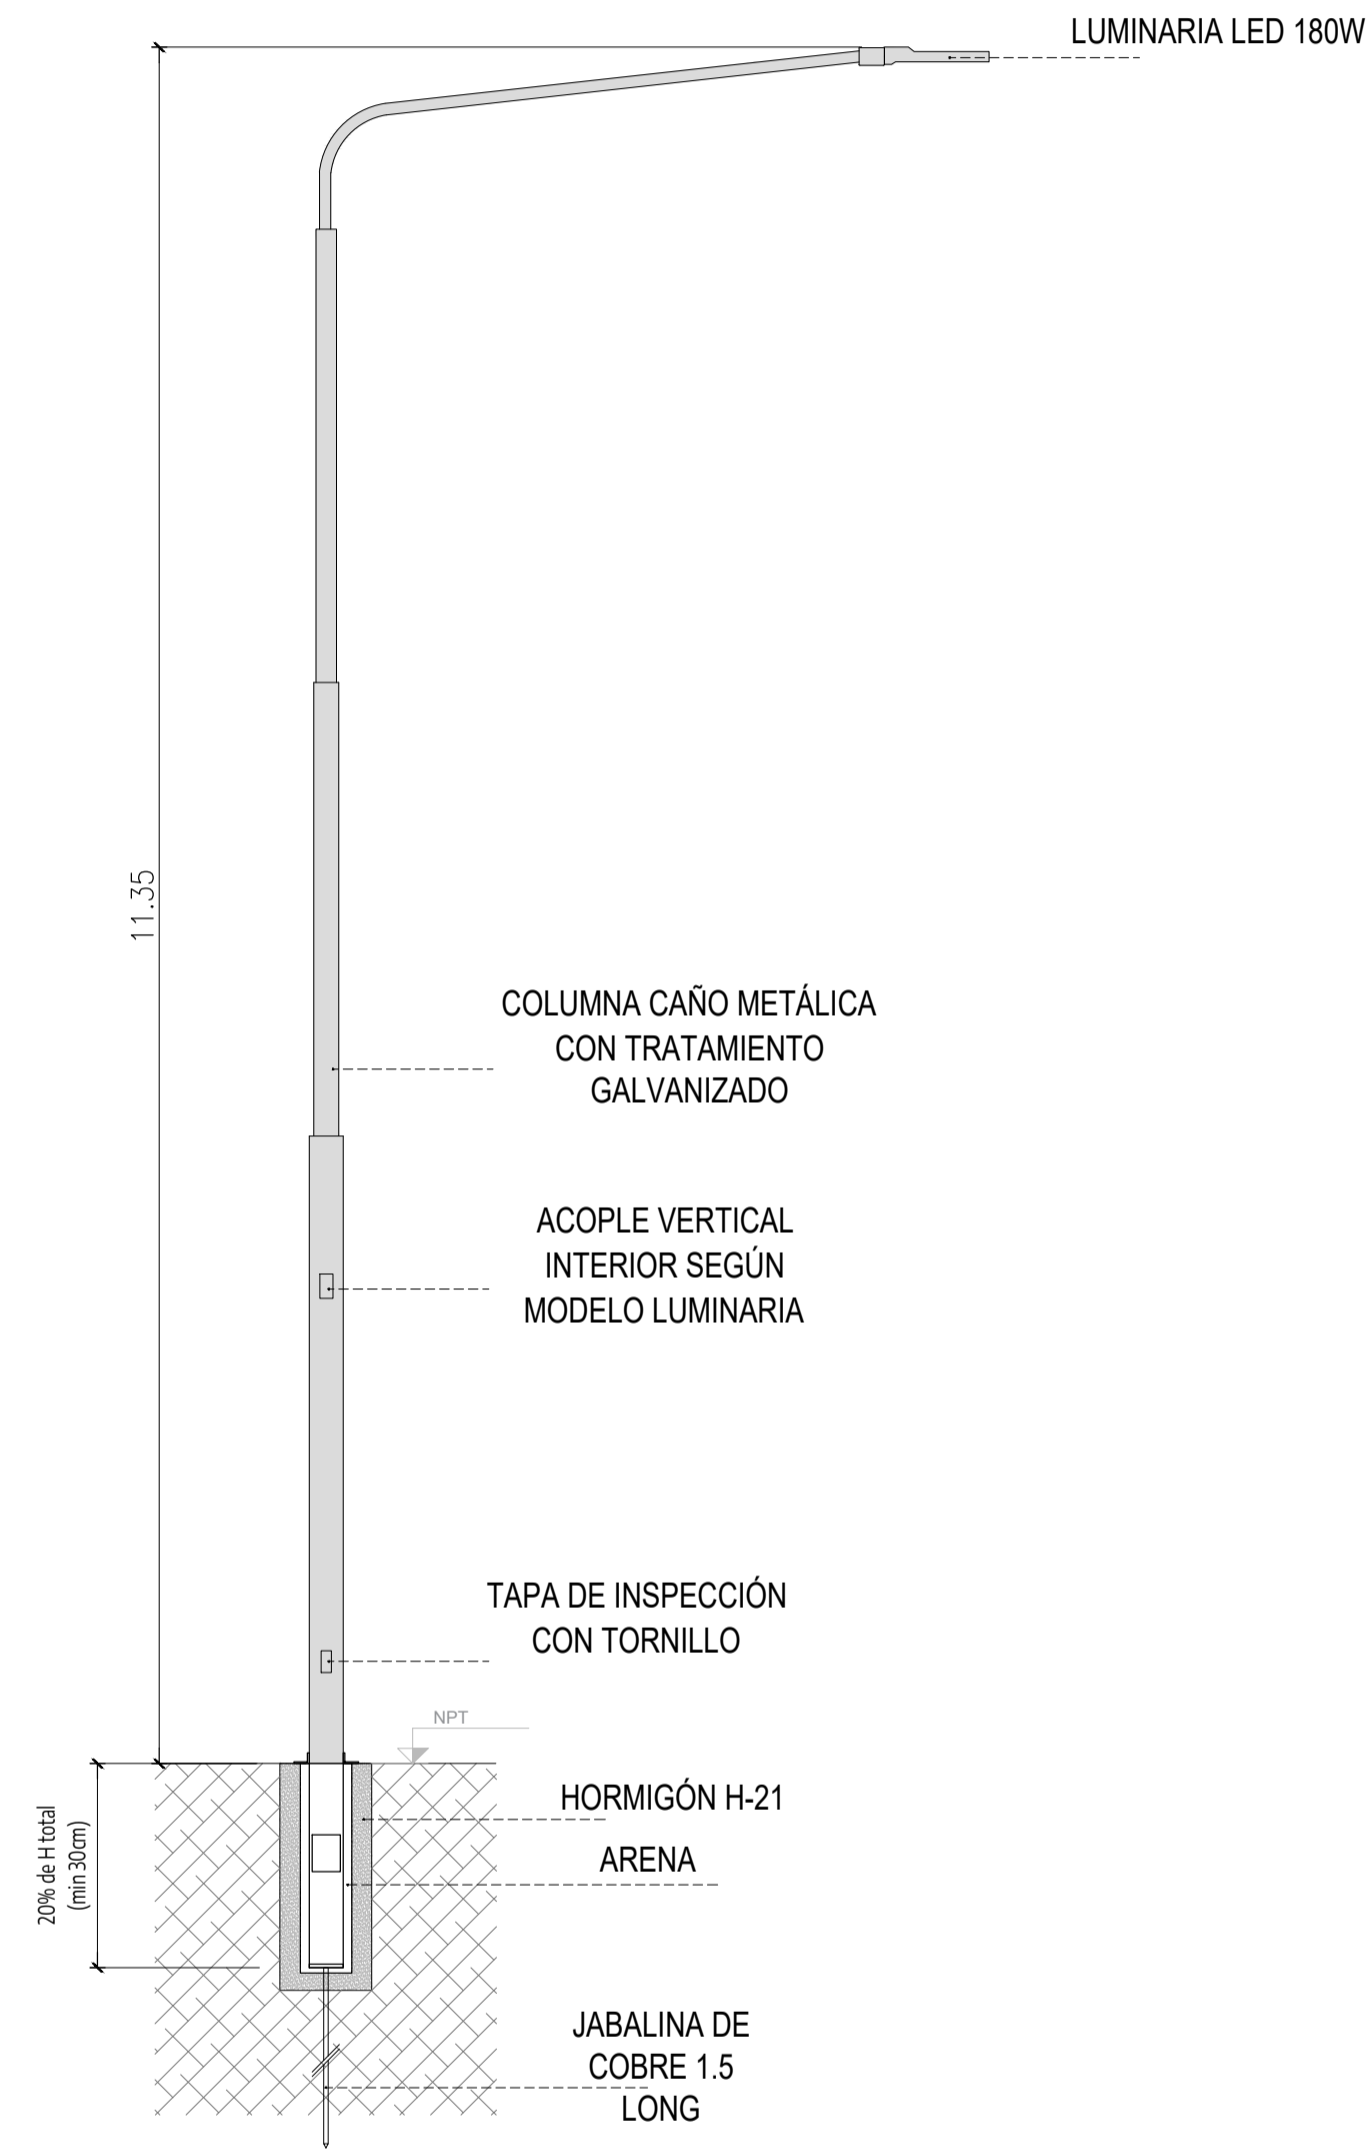 LUMINARIA LED 180W
11.35
COLUMNA CAÑO METÁLICA
CON TRATAMIENTO
GALVANIZADO
ACOPLE VERTICAL
INTERIOR SEGÚN
MODELO LUMINARIA
TAPA DE INSPECCIÓN
CON TORNILLO
NPT
HORMIGÓN H-21
ARENA
20% de H total
(min 30cm)
JABALINA DE
COBRE 1.5
LONG